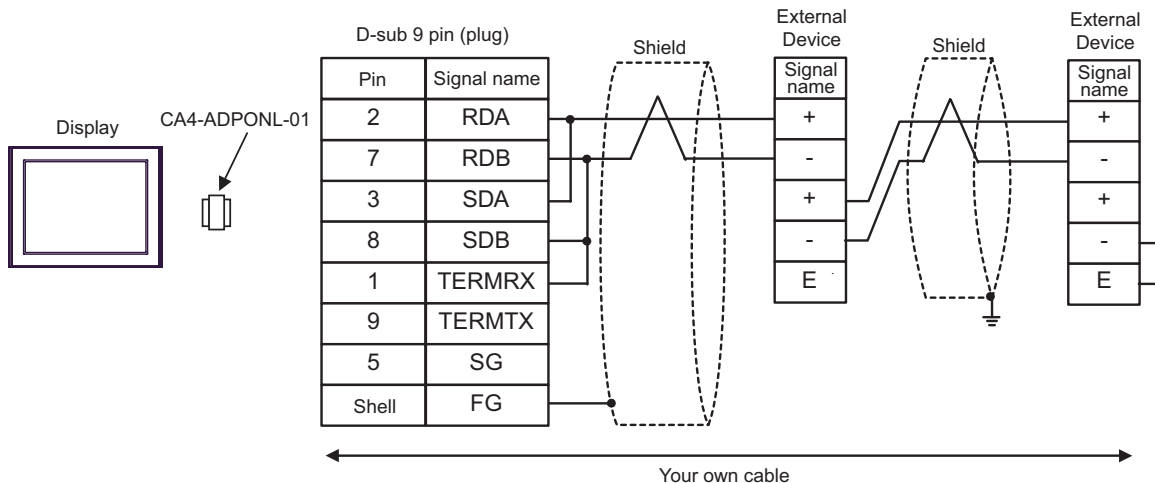 D-sub 9 pin (plug)
Pin Signal name
2 RDA
7 RDB
3 SDA
8 SDB
1 TERMRX
9 TERMTX
5 SG
Shell FG
Display
CA4-ADPONL-01
Shield
External
Device
Signal
name
+
-
+
-
E
Shield
External
Device
Signal
name
+
-
+
-
E
Your own cable